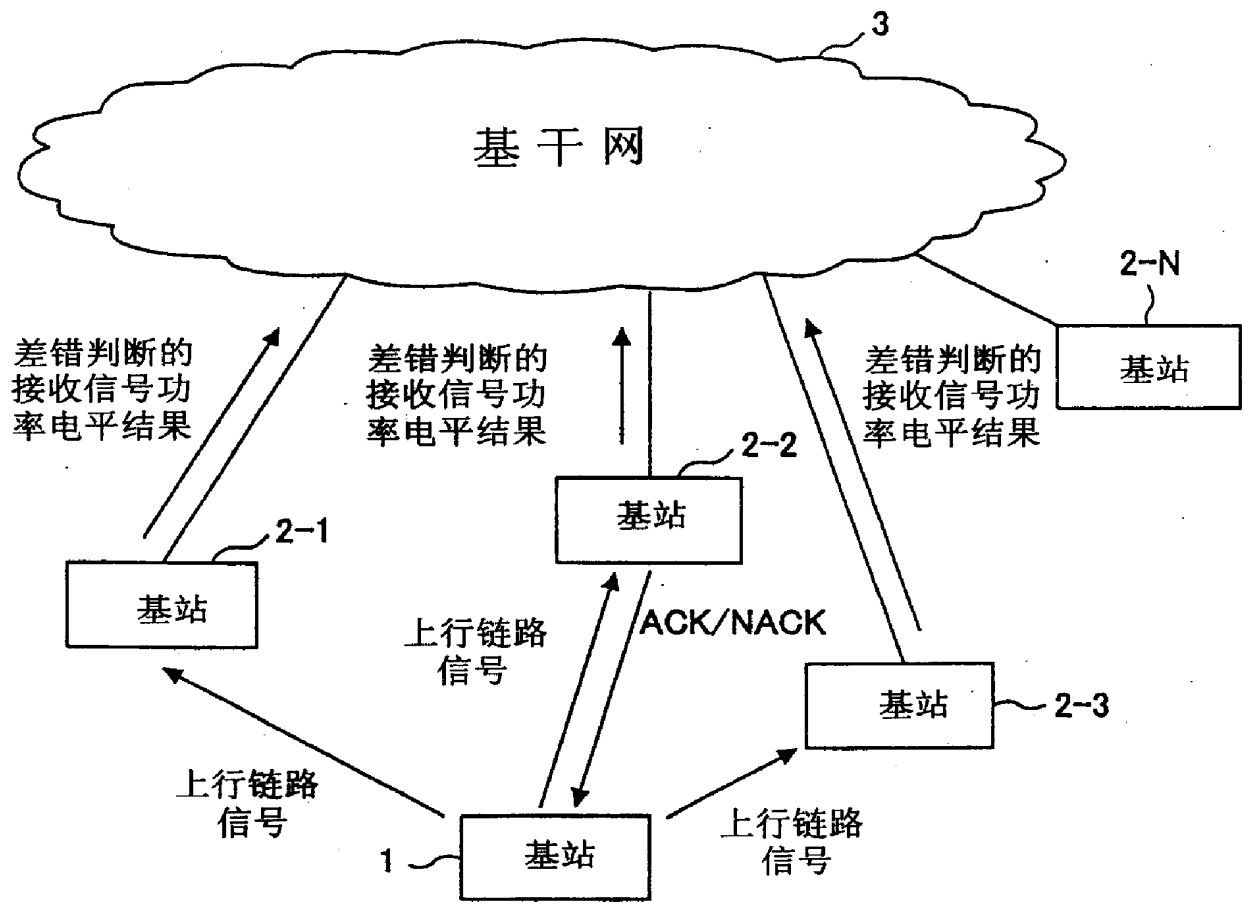 3
基干网
2-N
基站
差错判断的
接收信号功
率电平结果
差错判断的
接收信号功
率电平结果
差错判断的
接收信号功
率电平结果
2-2
基站
2-1
基站
上行链路
信号
ACK/NACK
基站
2-3
上行链路
信号
上行链路
信号
1
基站